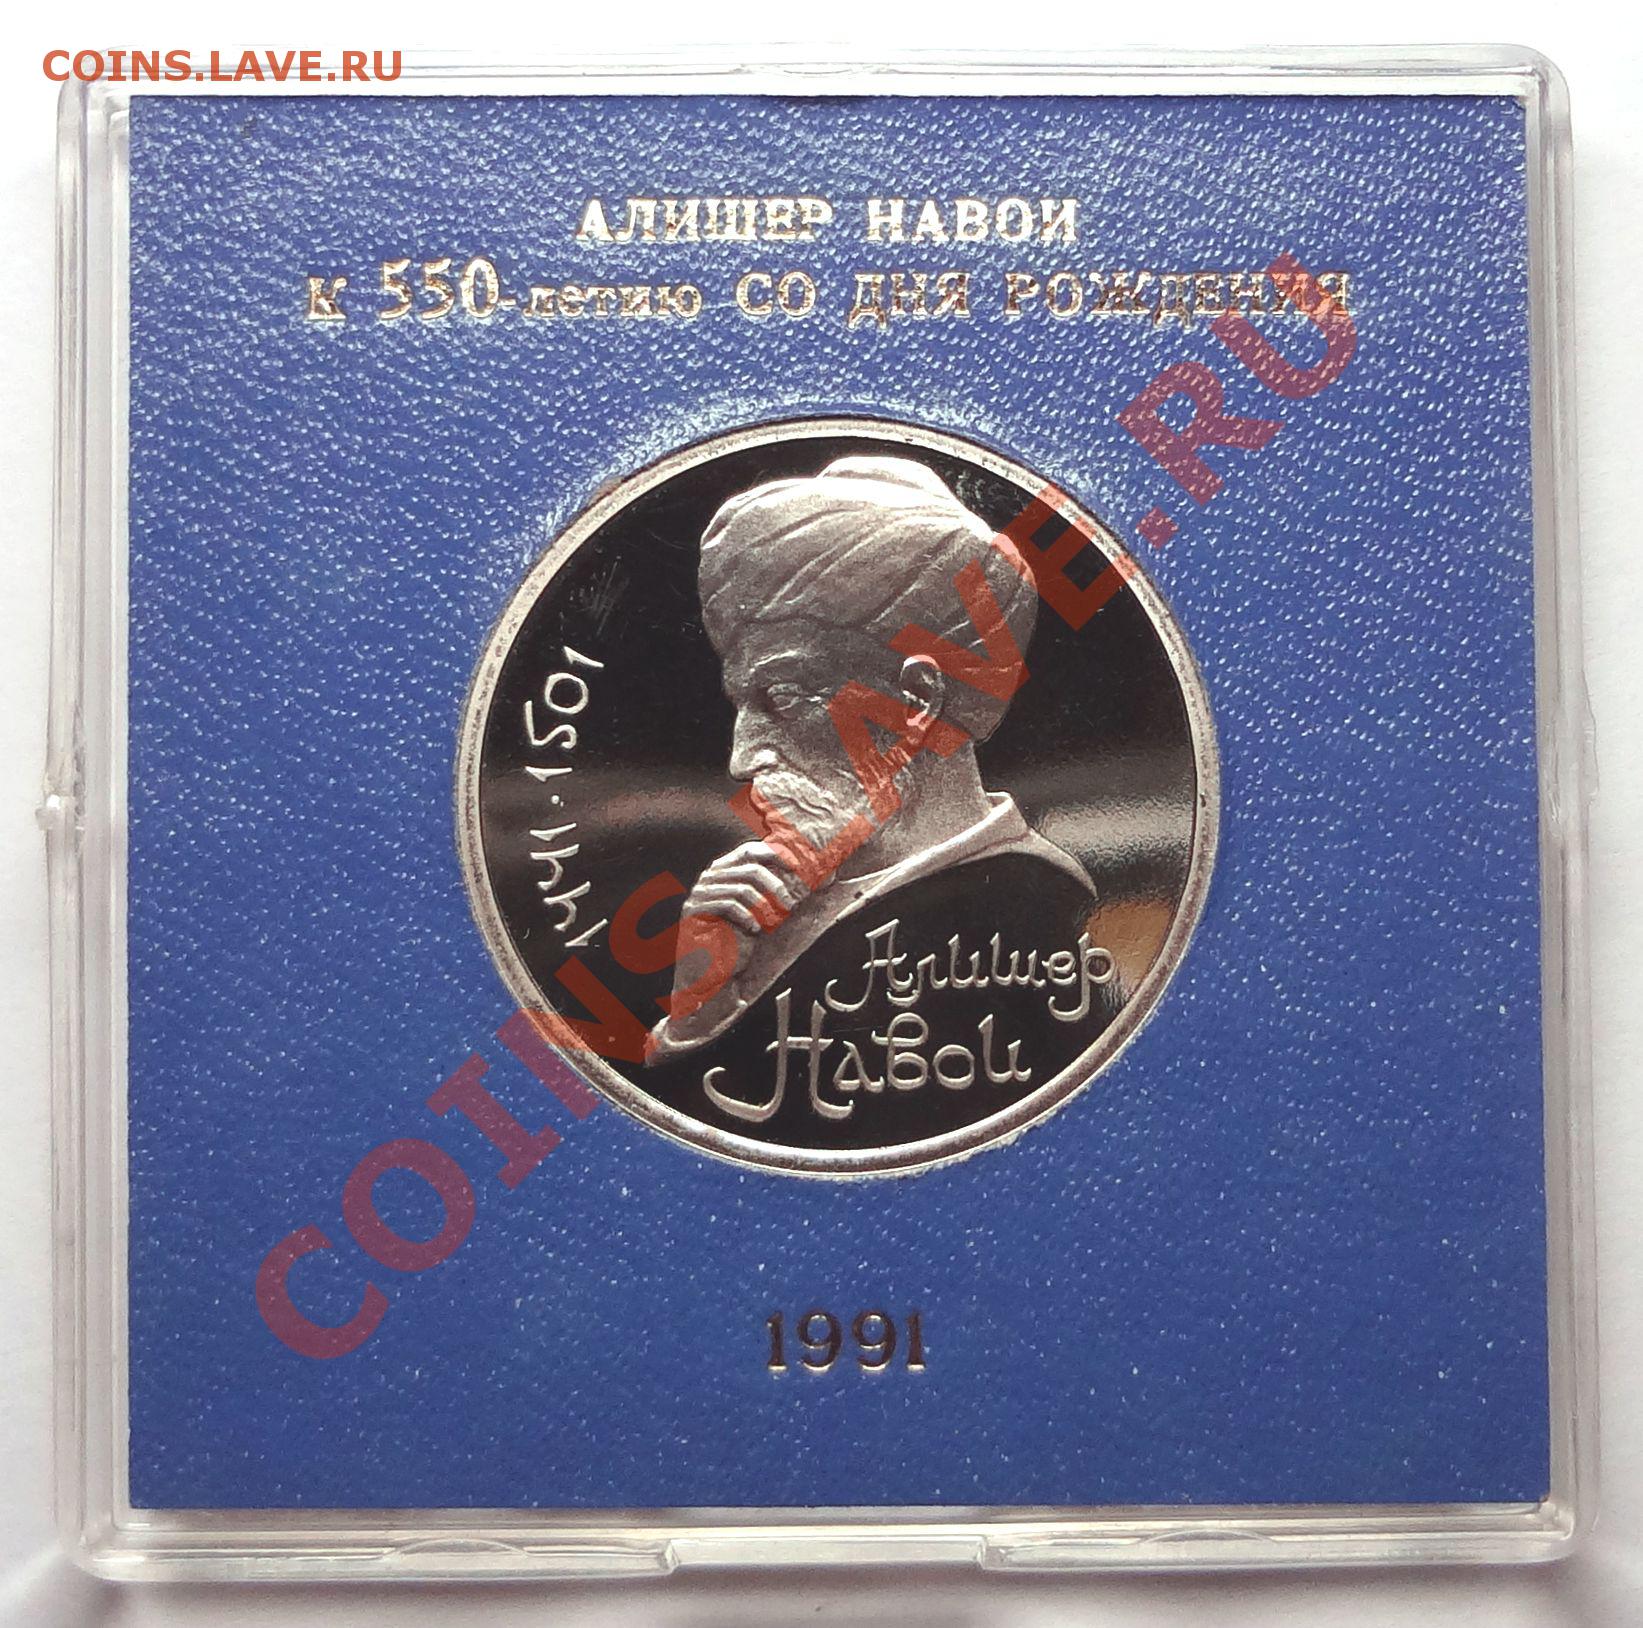 COINS.LAVE.RU
АЛИШЕР НАВОИ
К 550-летию СО ДНЯ РОЖДЕНИЯ
1441·1501
Алишер
Навои
COINS.LAVE.RU
1991